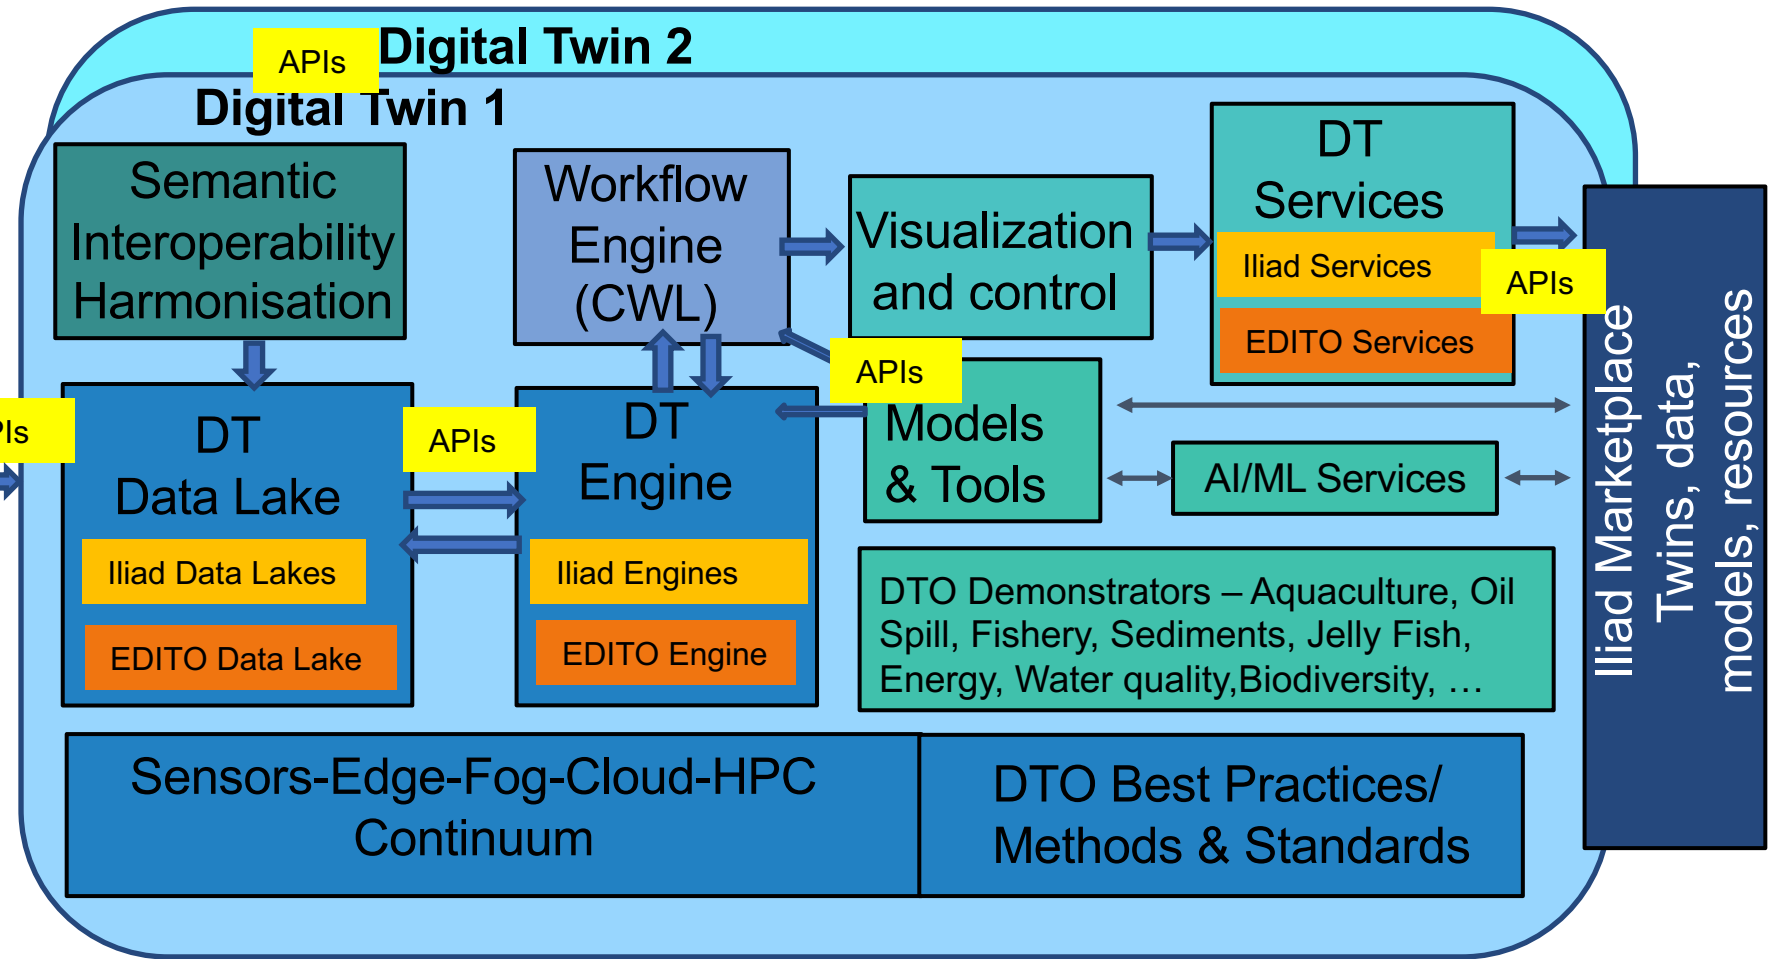 Digital Twin 2
APIs
Digital Twin 1
Semantic
Interoperability
Harmonisation
Workflow
Engine
(CWL)
Visualization
and control
DT
Services
Iliad Services
EDITO Services
APIs
APIs
PIs
DT
Data Lake
Iliad Data Lakes
EDITO Data Lake
APIs
DT
Engine
Iliad Engines
EDITO Engine
Models
& Tools
AI/ML Services
DTO Demonstrators – Aquaculture, Oil
Spill, Fishery, Sediments, Jelly Fish,
Energy, Water quality,Biodiversity, …
Sensors-Edge-Fog-Cloud-HPC
Continuum
DTO Best Practices/
Methods & Standards
Iliad Marketplace
Twins, data,
models, resources